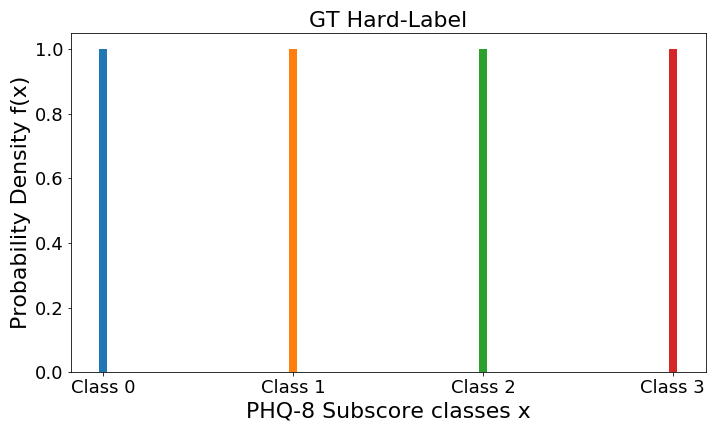 GT Hard-Label
Probability Density f(x)
1.0
0.8
0.6
0.4
0.2
0.0
Class 0 Class 1 Class 2 Class 3
PHQ-8 Subscore classes x